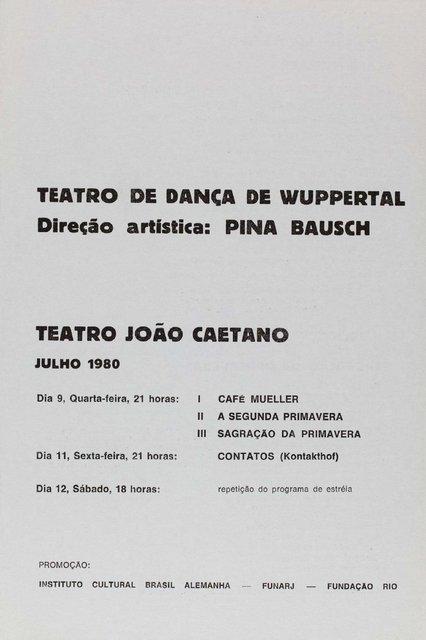 TEATRO DE DANÇA DE WUPPERTAL
Direção artística: PINA BAUSCH
TEATRO JOÃO CAETANO
JULHO 1980
Dia 9, Quarta-feira, 21 horas: I CAFÉ MUELLER
II A SEGUNDA PRIMAVERA
III SAGRAÇÃO DA PRIMAVERA
Dia 11, Sexta-feira, 21 horas: CONTATOS (Kontakthof)
Dia 12, Sábado, 18 horas: repetição do programa de estréia
PROMOÇÃO:
INSTITUTO CULTURAL BRASIL ALEMANHA — FUNARJ — FUNDAÇÃO RIO